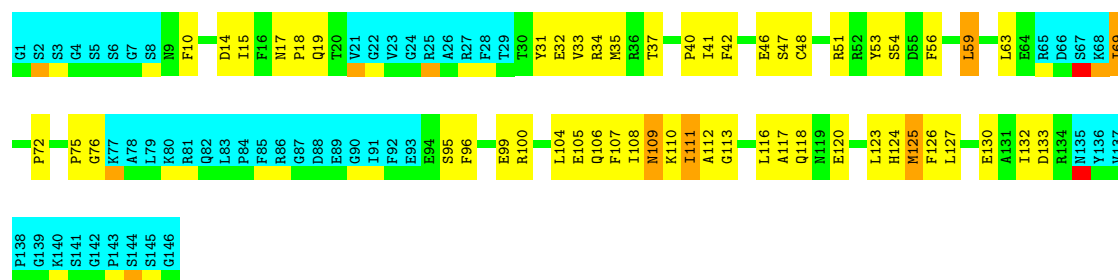 G1 S2 S3 G4 S5 S6 G7 S8 N9 F10 D14 I15 F16 N17 P18 Q19 T20 V21 G22 V23 G24 R25 A26 R27 F28 T29 T30 Y31 E32 V33 R34 M35 R36 T37 P40 I41 F42 E46 S47 C48 R51 R52 Y53 S54 D55 F56 L59 L63 E64 R65 D66 S67 K68 I69
P72 P75 G76 K77 A78 L79 K80 R81 Q82 L83 P84 F85 R86 G87 D88 E89 G90 I91 F92 E93 E94 S95 F96 E99 R100 L104 E105 Q106 F107 I108 N109 K110 I111 A112 G113 L116 A117 Q118 N119 E120 L123 H124 M125 F126 L127 E130 A131 I132 D133 R134 N135 Y136 V137
P138 G139 K140 S141 G142 P143 S144 S145 G146